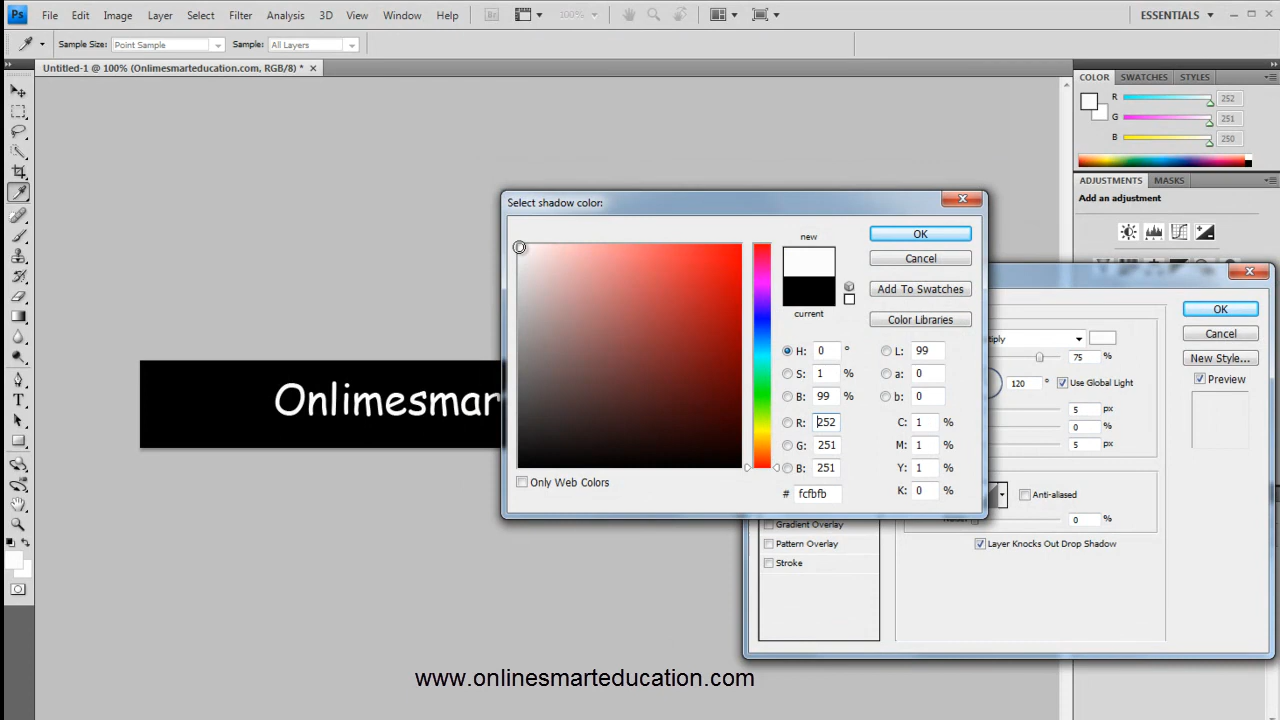 Ps File Edit Image Layer Select Filter Analysis 3D View Window Help Br 100% ESSENTIALS
Sample Size: Point Sample Sample: All Layers
Untitled-1 @ 100% (Onlimesmarteducation.com, RGB/8) * ×
COLOR SWATCHES STYLES
R 252
G 251
B 250
ADJUSTMENTS MASKS
Add an adjustment
Onlimesmar
Select shadow color:
new
current
OK
Cancel
Add To Swatches
Color Libraries
H: 0 ° L: 99
S: 1 % a: 0
B: 99 % b: 0
R: 252 C: 1 %
G: 251 M: 1 %
B: 251 Y: 1 %
# fcfbfb K: 0 %
Only Web Colors
OK
Cancel
New Style...
Preview
75 %
120 ° Use Global Light
5 px
0 %
5 px
Anti-aliased
0 %
Layer Knocks Out Drop Shadow
Gradient Overlay
Pattern Overlay
Stroke
T
www.onlinesmarteducation.com